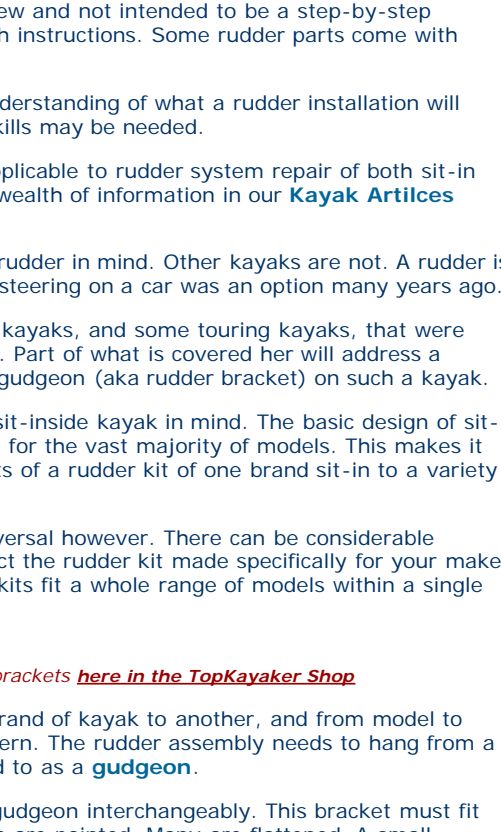 ew and not intended to be a step-by-step
h instructions. Some rudder parts come with
derstanding of what a rudder installation will
kills may be needed.
plicable to rudder system repair of both sit-in
wealth of information in our Kayak Artilces
rudder in mind. Other kayaks are not. A rudder is
steering on a car was an option many years ago.
kayaks, and some touring kayaks, that were
. Part of what is covered her will address a
gudgeon (aka rudder bracket) on such a kayak.
sit-inside kayak in mind. The basic design of sit-
for the vast majority of models. This makes it
ts of a rudder kit of one brand sit-in to a variety
versal however. There can be considerable
ct the rudder kit made specifically for your make
kits fit a whole range of models within a single
brackets here in the TopKayaker Shop
rand of kayak to another, and from model to
ern. The rudder assembly needs to hang from a
d to as a gudgeon.
gudgeon interchangeably. This bracket must fit
are pointed. Many are flattened. A small